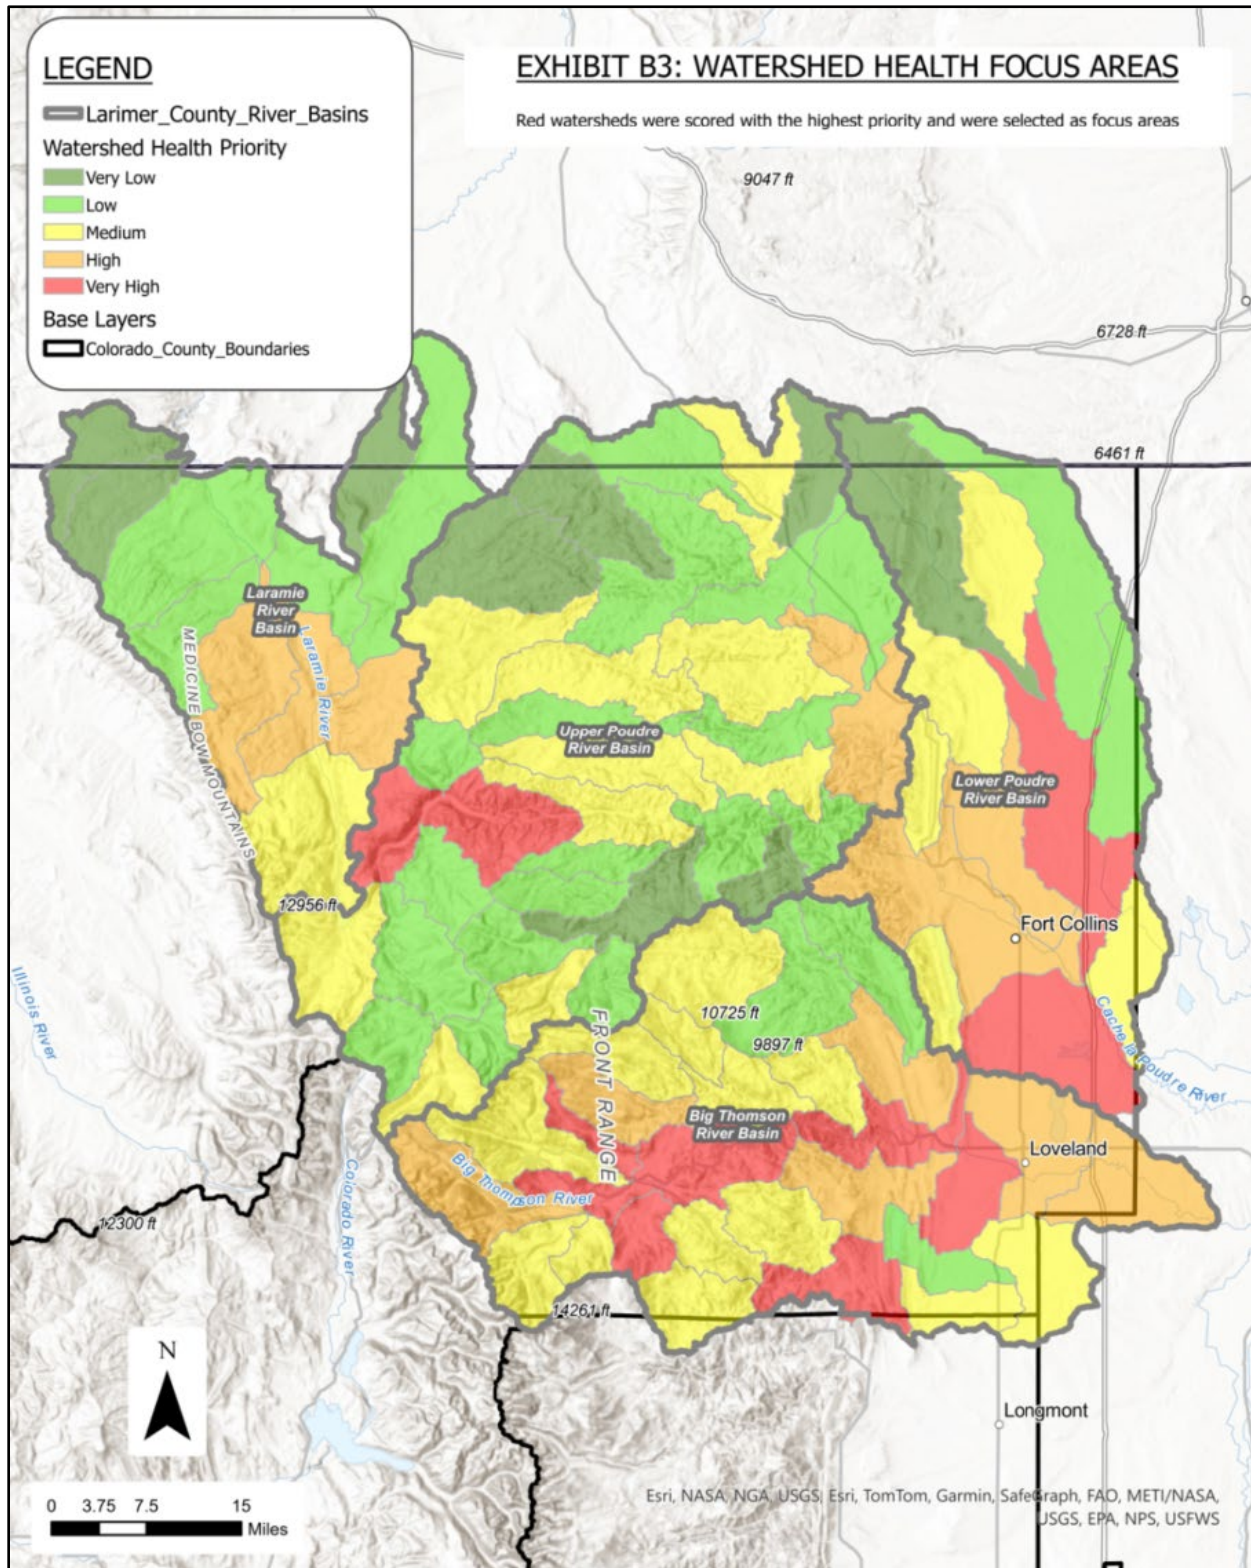 EXHIBIT B3: WATERSHED HEALTH FOCUS AREAS
Red watersheds were scored with the highest priority and were selected as focus areas
LEGEND
Larimer_County_River_Basins
Watershed Health Priority
Very Low
Low
Medium
High
Very High
Base Layers
Colorado_County_Boundaries
9047 ft
6728 ft
6461 ft
Laramie
River
Basin
Laramie River
MEDICINE BOW MOUNTAINS
Upper Poudre
River Basin
Lower Poudre
River Basin
12956 ft
Fort Collins
Illinois River
10725 ft
9897 ft
Cache la Poudre River
FRONT RANGE
Big Thomson
River Basin
Loveland
Big Thompson River
Colorado River
12300 ft
14261 ft
Longmont
N
0 3.75 7.5 15
Miles
Esri, NASA, NGA, USGS, Esri, TomTom, Garmin, SafeGraph, FAO, METI/NASA,
USGS, EPA, NPS, USFWS